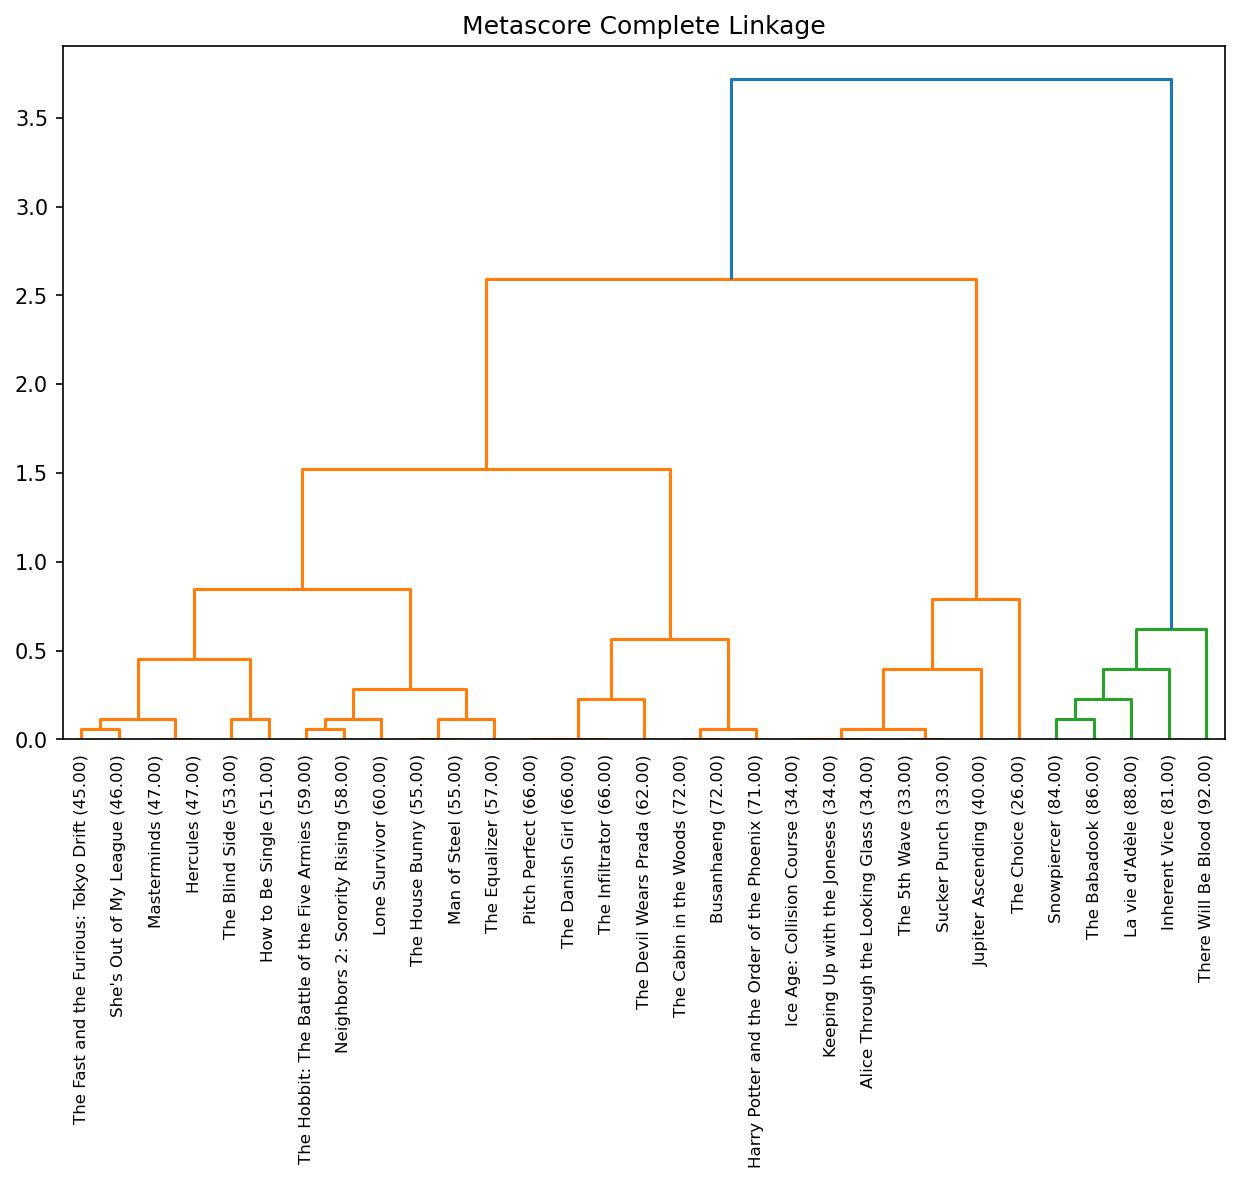 Metascore Complete Linkage
3.5
3.0
2.5
2.0
1.5
1.0
0.5
0.0
The Fast and the Furious: Tokyo Drift (45.00)
She's Out of My League (46.00)
Masterminds (47.00)
Hercules (47.00)
The Blind Side (53.00)
How to Be Single (51.00)
The Hobbit: The Battle of the Five Armies (59.00)
Neighbors 2: Sorority Rising (58.00)
Lone Survivor (60.00)
The House Bunny (55.00)
Man of Steel (55.00)
The Equalizer (57.00)
Pitch Perfect (66.00)
The Danish Girl (66.00)
The Infiltrator (66.00)
The Devil Wears Prada (62.00)
The Cabin in the Woods (72.00)
Busanhaeng (72.00)
Harry Potter and the Order of the Phoenix (71.00)
Ice Age: Collision Course (34.00)
Keeping Up with the Joneses (34.00)
Alice Through the Looking Glass (34.00)
The 5th Wave (33.00)
Sucker Punch (33.00)
Jupiter Ascending (40.00)
The Choice (26.00)
Snowpiercer (84.00)
The Babadook (86.00)
La vie d'Adèle (88.00)
Inherent Vice (81.00)
There Will Be Blood (92.00)